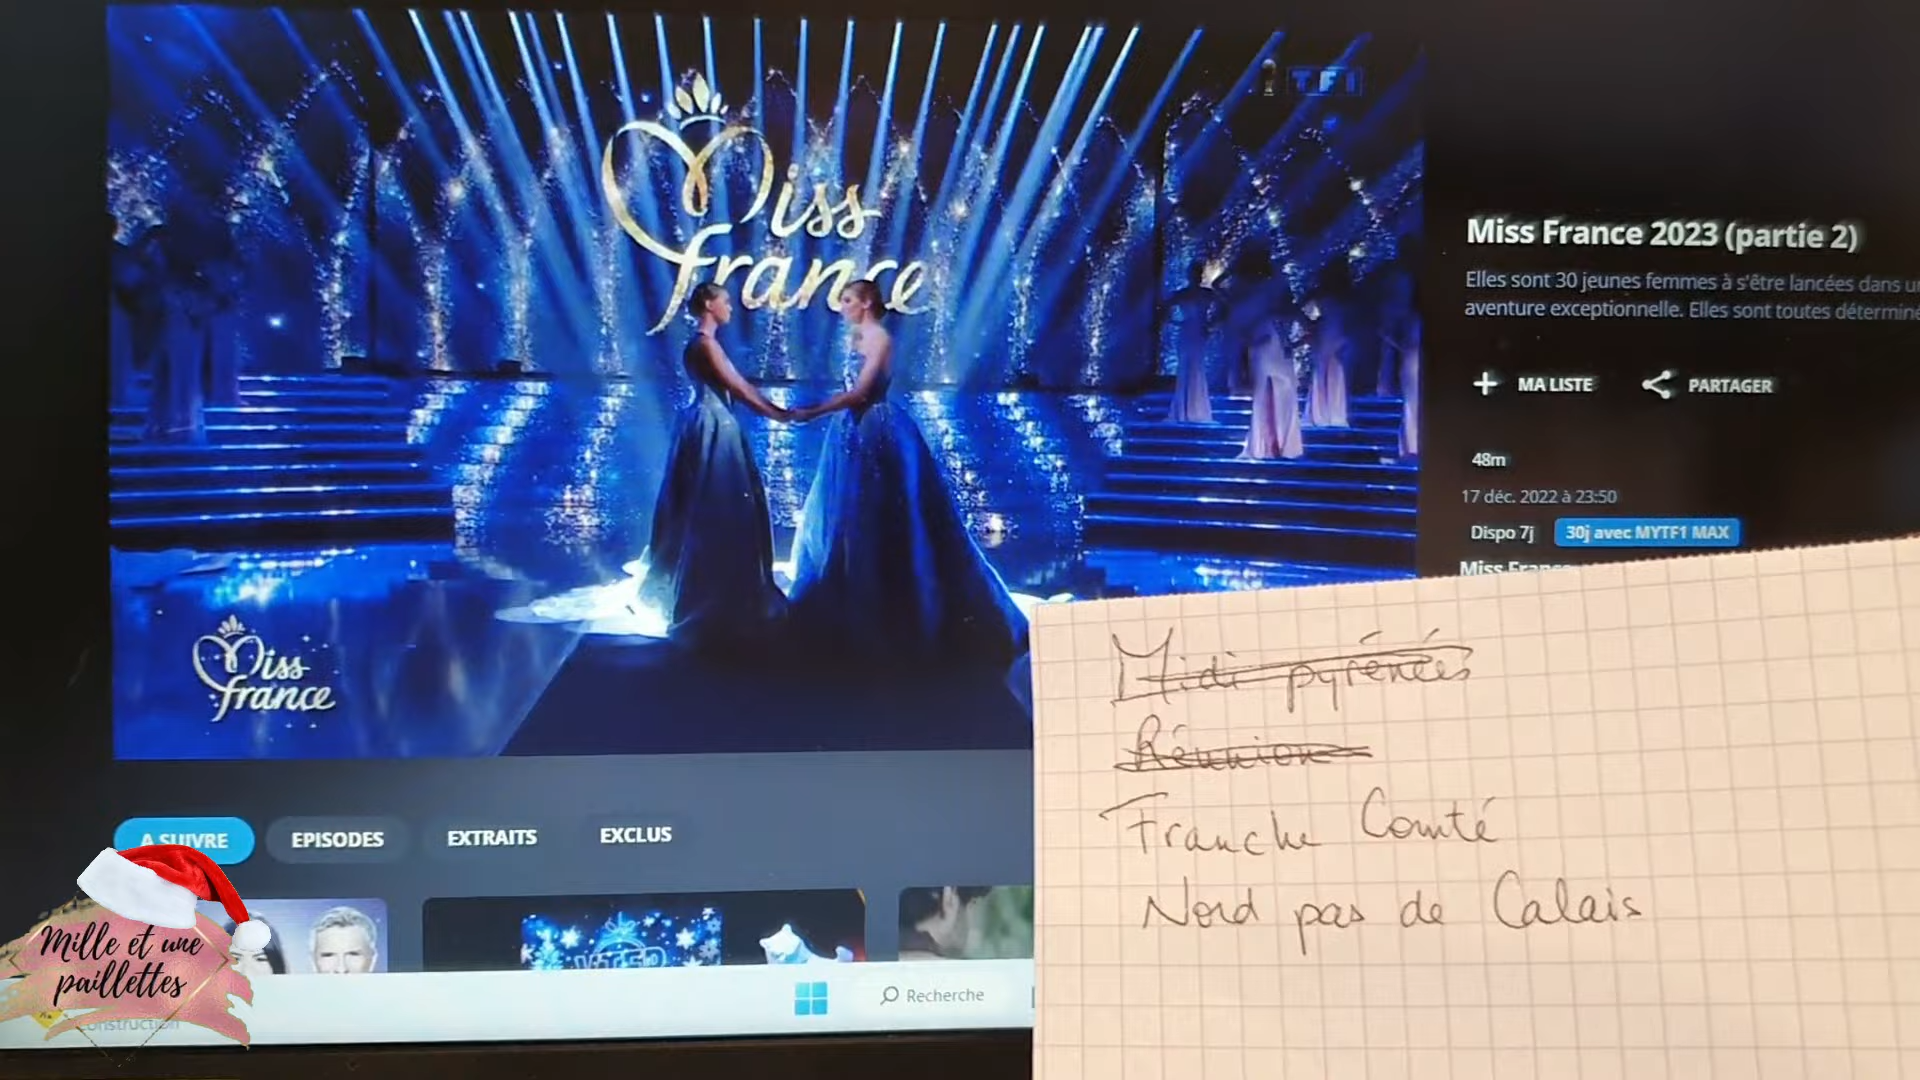 Miss
france
TF1
Miss France 2023 (partie 2)
Elles sont 30 jeunes femmes à s'être lancées dans
aventure exceptionnelle. Elles sont toutes
MA LISTE
PARTAGER
48m
17 déc. 2022 à 23:50
Dispo 7j
30j avec MYTF1 MAX
Miss
Miss
france
Midi pyrénées
Réunion
Franche Comté
Nord pas de Calais
A SUIVRE
EPISODES
EXTRAITS
EXCLUS
Mille et une
paillettes
Recherche
construction